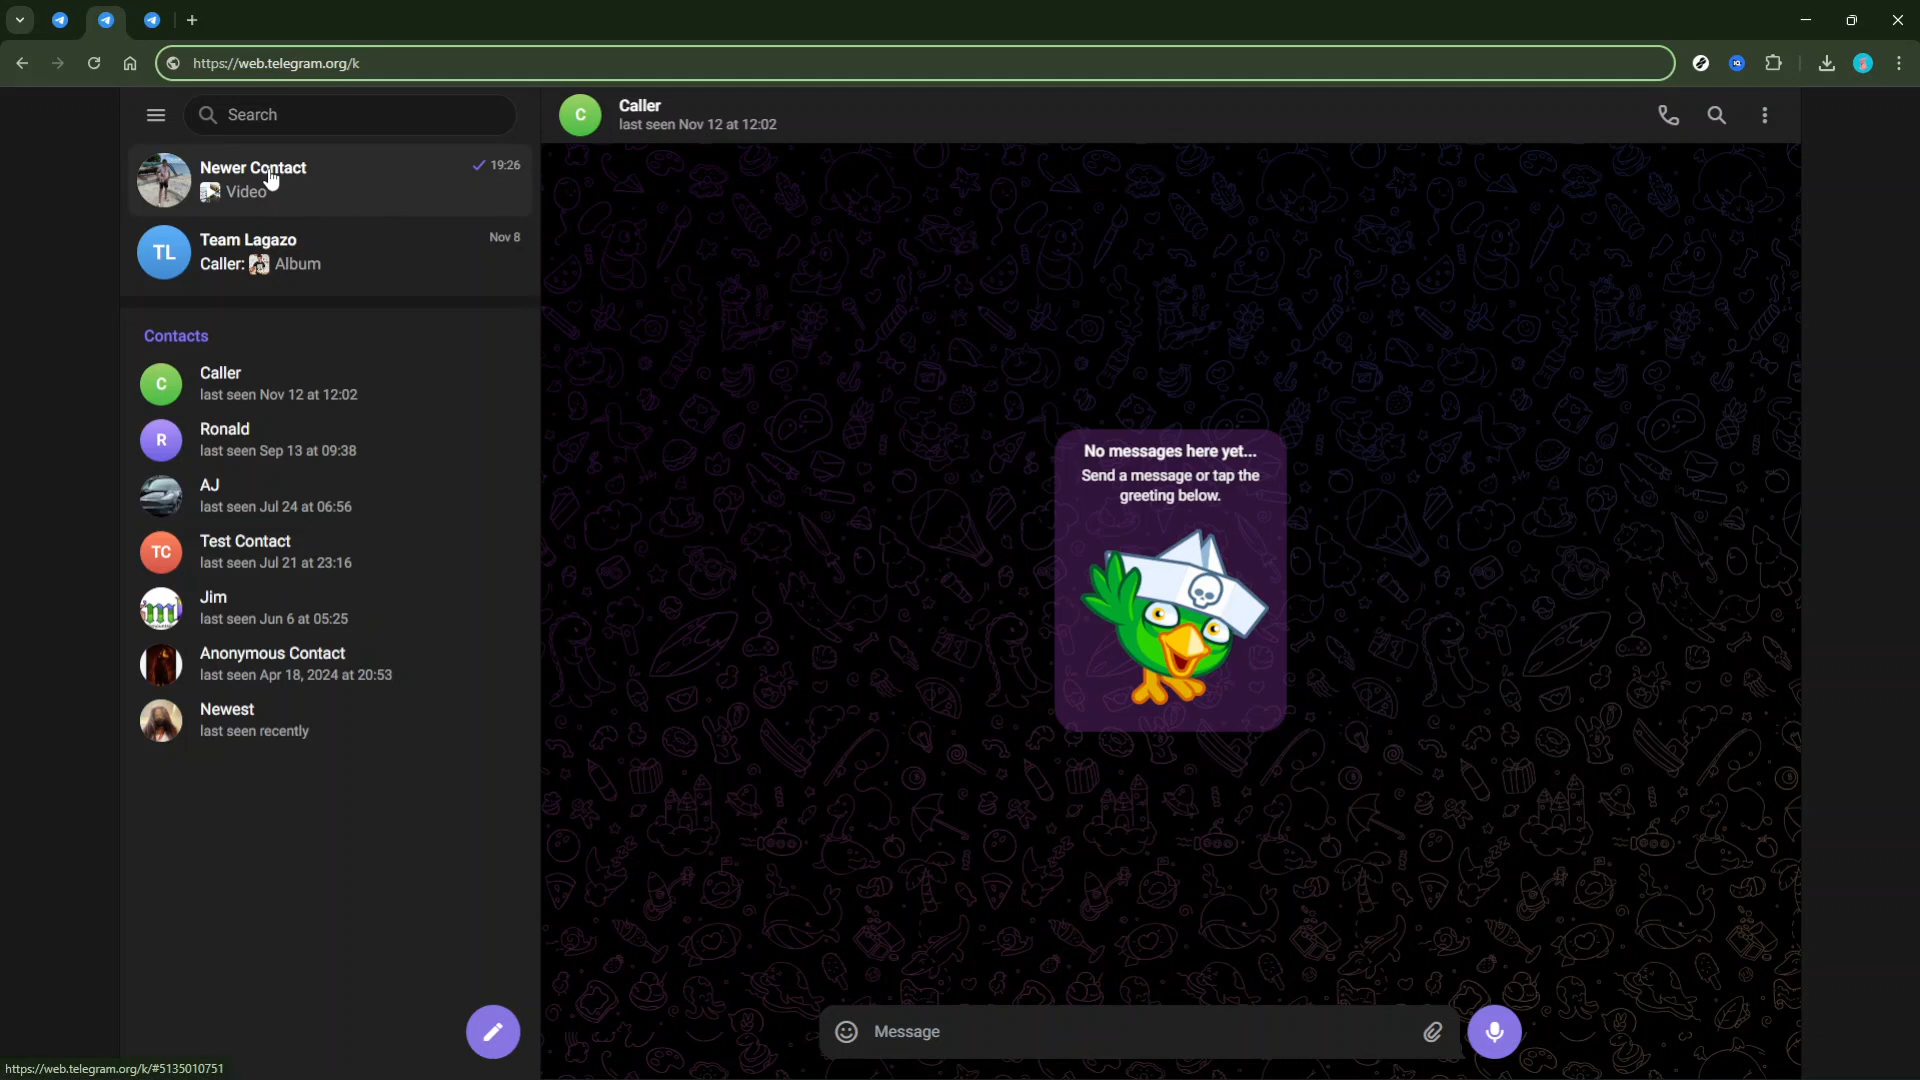 https://web.telegram.org/k
Search
Newer Contact
19:26
Video
Team Lagazo
Nov 8
Caller: Album
Contacts
C
Caller
last seen Nov 12 at 12:02
R
Ronald
last seen Sep 13 at 09:38
AJ
last seen Jul 24 at 06:56
TC
Test Contact
last seen Jul 21 at 23:16
Jim
last seen Jun 6 at 05:25
Anonymous Contact
last seen Apr 18, 2024 at 20:53
Newest
last seen recently
TL
C
Caller
last seen Nov 12 at 12:02
No messages here yet...
Send a message or tap the
greeting below.
Message
https://web.telegram.org/k/#5135010751